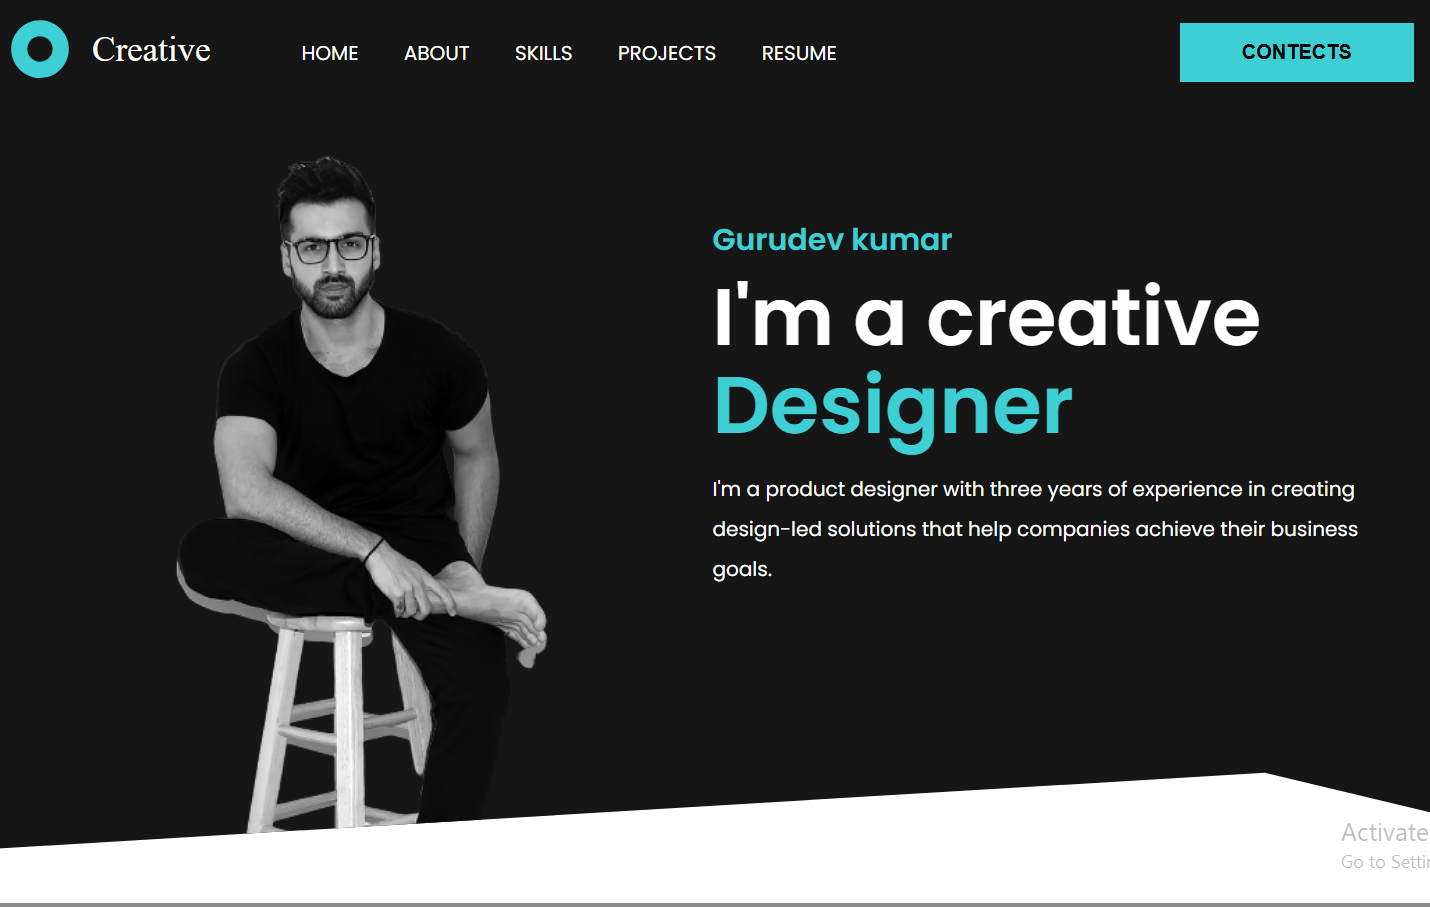 Creative HOME ABOUT SKILLS PROJECTS RESUME CONTECTS
Gurudev kumar
I'm a creative
Designer
I'm a product designer with three years of experience in creating
design-led solutions that help companies achieve their business
goals.
Activate
Go to Settin